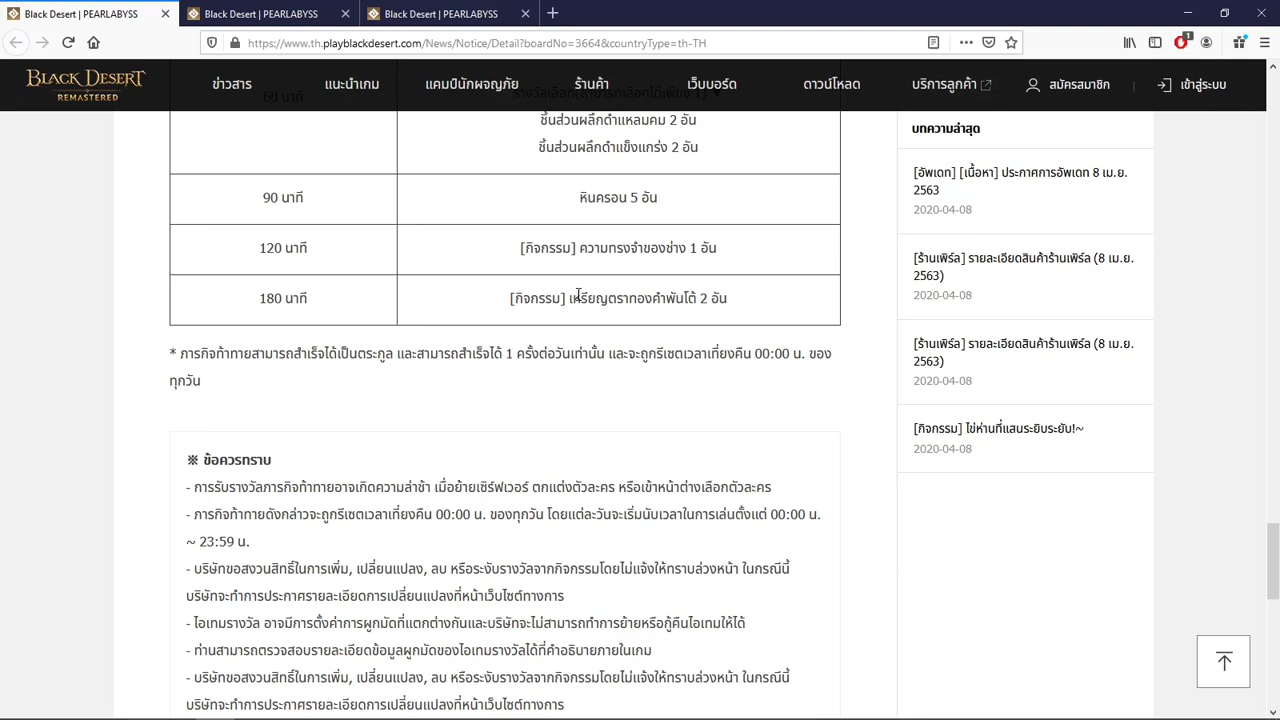 Black Desert | PEARLABYSS
Black Desert | PEARLABYSS
Black Desert | PEARLABYSS
https://www.th.playblackdesert.com/News/Notice/Detail?boardNo=3664&countryType=th-TH
1
BLACK DESERT
REMASTERED
ข่าวสาร
แนะนำเกม
แคมป์นักผจญภัย
ร้านค้า
เว็บบอร์ด
ดาวน์โหลด
บริการลูกค้า
สมัครสมาชิก
เข้าสู่ระบบ
60 นาที
ชิ้นส่วนผลึกดำแหลมคม 2 อัน
ชิ้นส่วนผลึกดำแข็งแกร่ง 2 อัน
90 นาที
หินครอน 5 อัน
120 นาที
[กิจกรรม] ความทรงจำของช่าง 1 อัน
180 นาที
[กิจกรรม] เหรียญตราทองคำพันโต้ 2 อัน
* ภารกิจท้าทายสามารถสำเร็จได้เป็นตระกูล และสามารถสำเร็จได้ 1 ครั้งต่อวันเท่านั้น และจะถูกรีเซตเวลาเที่ยงคืน 00:00 น. ของ
ทุกวัน
※ ข้อควรทราบ
- การรับรางวัลภารกิจท้าทายอาจเกิดความล่าช้า เมื่อย้ายเซิร์ฟเวอร์ ตกแต่งตัวละคร หรือเข้าหน้าต่างเลือกตัวละคร
- ภารกิจท้าทายดังกล่าวจะถูกรีเซตเวลาเที่ยงคืน 00:00 น. ของทุกวัน โดยแต่ละวันจะเริ่มนับเวลาในการเล่นตั้งแต่ 00:00 น.
~ 23:59 น.
- บริษัทขอสงวนสิทธิ์ในการเพิ่ม, เปลี่ยนแปลง, ลบ หรือระงับรางวัลจากกิจกรรมโดยไม่แจ้งให้ทราบล่วงหน้า ในกรณีนี้
บริษัทจะทำการประกาศรายละเอียดการเปลี่ยนแปลงที่หน้าเว็บไซต์ทางการ
- ไอเทมรางวัล อาจมีการตั้งค่าการผูกมัดที่แตกต่างกันและบริษัทจะไม่สามารถทำการย้ายหรือกู้คืนไอเทมให้ได้
- ท่านสามารถตรวจสอบรายละเอียดข้อมูลผูกมัดของไอเทมรางวัลได้ที่คำอธิบายภายในเกม
- บริษัทขอสงวนสิทธิ์ในการเพิ่ม, เปลี่ยนแปลง, ลบ หรือระงับรางวัลจากกิจกรรมโดยไม่แจ้งให้ทราบล่วงหน้า ในกรณีนี้
บริษัทจะทำการประกาศรายละเอียดการเปลี่ยนแปลงที่หน้าเว็บไซต์ทางการ
บทความล่าสุด
[อัพเดท] [เนื้อหา] ประกาศการอัพเดท 8 เม.ย.
2563
2020-04-08
[ร้านเพิร์ล] รายละเอียดสินค้าร้านเพิร์ล (8 เม.ย.
2563)
2020-04-08
[ร้านเพิร์ล] รายละเอียดสินค้าร้านเพิร์ล (8 เม.ย.
2563)
2020-04-08
[กิจกรรม] ไข่ห่านที่แสนระยิบระยับ!~
2020-04-08